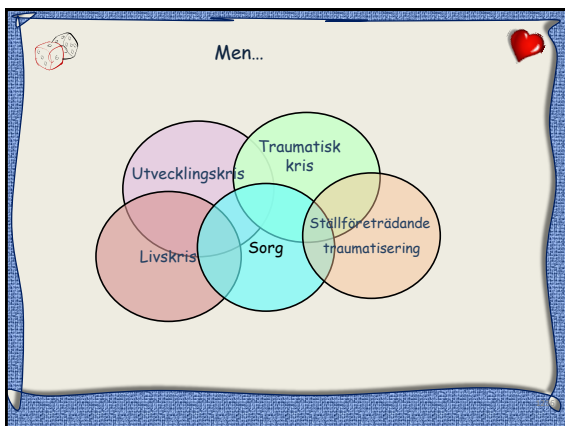 Men…
Traumatisk
kris
Utvecklingskris
Ställföreträdande
traumatisering
Livskris
Sorg